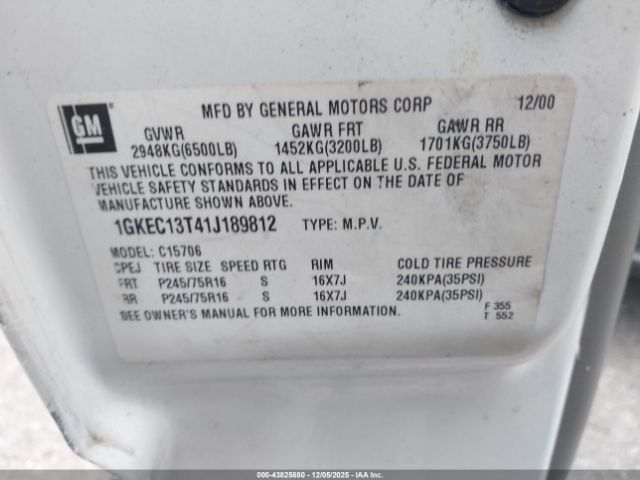 MFD BY GENERAL MOTORS CORP 12/00
GM
GVWR GAWR FRT GAWR RR
2948KG(6500LB) 1452KG(3200LB) 1701KG(3750LB)
THIS VEHICLE CONFORMS TO ALL APPLICABLE U.S. FEDERAL MOTOR
VEHICLE SAFETY STANDARDS IN EFFECT ON THE DATE OF
MANUFACTURE SHOWN ABOVE.
1GKEC13T41J189812 TYPE: M.P.V.
MODEL: C15706
SPEJ TIRE SIZE SPEED RTG RIM COLD TIRE PRESSURE
FRT P245/75R16 S 16X7J 240KPA(35PSI)
RR P245/75R16 S 16X7J 240KPA(35PSI)
SEE OWNER'S MANUAL FOR MORE INFORMATION.
F 355
T 552
000-43825880 - 12/05/2025 - IAAI.CA